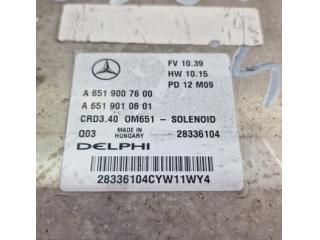 FV 10.39
HW 10.15
PD 12 M09
A 651 900 76 00
A 651 901 06 01
CRD3.40 OM651 - SOLENOID
Q03 MADE IN HUNGARY 28336104
DELPHI
28336104CYW11WY4